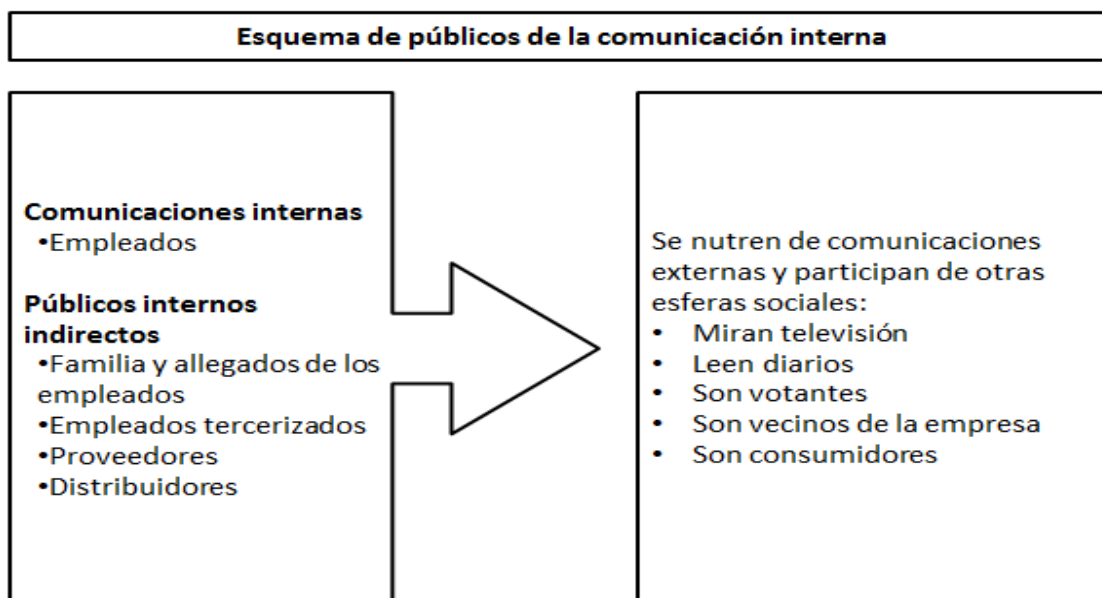 Esquema de públicos de la comunicación interna
Comunicaciones internas
•Empleados
Públicos internos
indirectos
•Familia y allegados de los
empleados
•Empleados tercerizados
•Proveedores
•Distribuidores
Se nutren de comunicaciones
externas y participan de otras
esferas sociales:
• Miran televisión
• Leen diarios
• Son votantes
• Son vecinos de la empresa
• Son consumidores